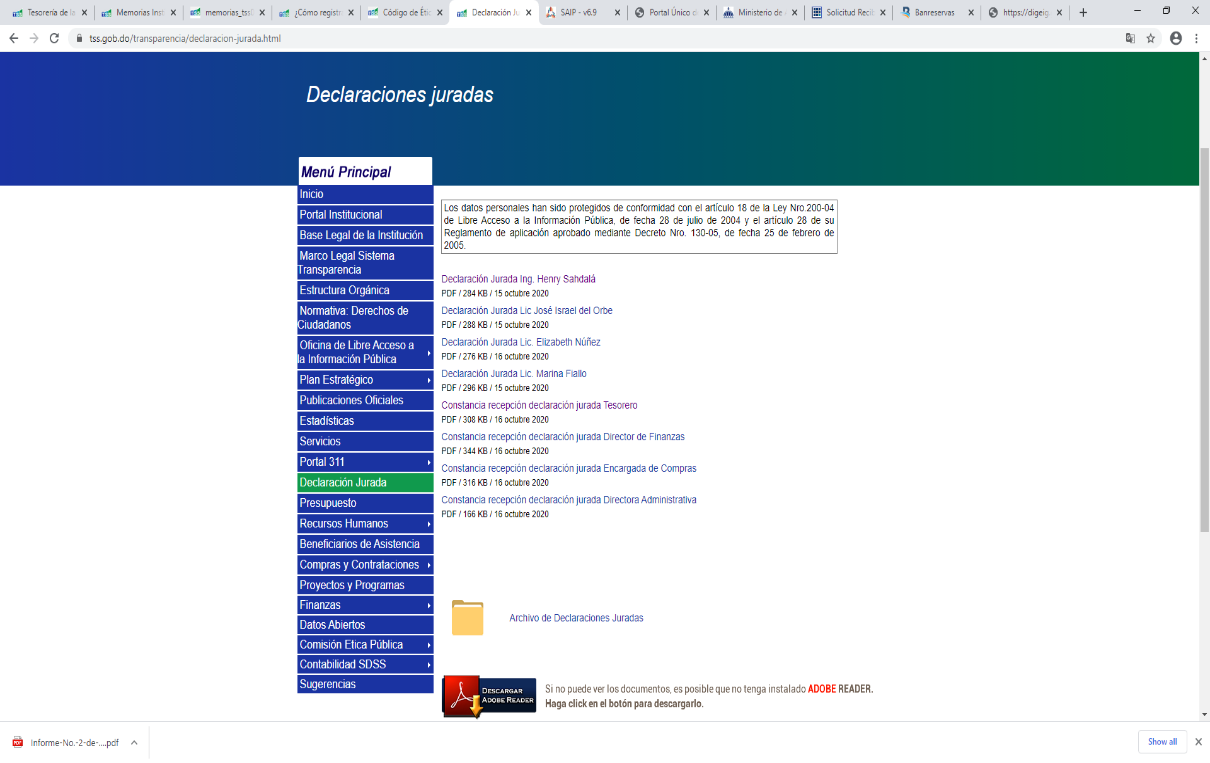 Tesorería de la
Memorias Insti
memorias_tss
¿Cómo registr
Código de Étic
Declaración Ju
SAIP - v6.9
Portal Único d
Ministerio de
Solicitud Recib
Banreservas
https://digeig.
tss.gob.do/transparencia/declaracion-jurada.html
Declaraciones juradas
Menú Principal
Inicio
Portal Institucional
Base Legal de la Institución
Marco Legal Sistema
Transparencia
Estructura Orgánica
Normativa: Derechos de
Ciudadanos
Oficina de Libre Acceso a
la Información Pública
Plan Estratégico
Publicaciones Oficiales
Estadísticas
Servicios
Portal 311
Declaración Jurada
Presupuesto
Recursos Humanos
Beneficiarios de Asistencia
Compras y Contrataciones
Proyectos y Programas
Finanzas
Datos Abiertos
Comisión Etica Pública
Contabilidad SDSS
Sugerencias
Los datos personales han sido protegidos de conformidad con el artículo 18 de la Ley Nro.200-04
de Libre Acceso a la Información Pública, de fecha 28 de julio de 2004 y el artículo 28 de su
Reglamento de aplicación aprobado mediante Decreto Nro. 130-05, de fecha 25 de febrero de
2005.
Declaración Jurada Ing. Henry Sahdalá
PDF / 284 KB / 15 octubre 2020
Declaración Jurada Lic José Israel del Orbe
PDF / 288 KB / 15 octubre 2020
Declaración Jurada Lic. Elizabeth Núñez
PDF / 276 KB / 16 octubre 2020
Declaración Jurada Lic. Marina Fiallo
PDF / 296 KB / 15 octubre 2020
Constancia recepción declaración jurada Tesorero
PDF / 308 KB / 16 octubre 2020
Constancia recepción declaración jurada Director de Finanzas
PDF / 344 KB / 16 octubre 2020
Constancia recepción declaración jurada Encargada de Compras
PDF / 316 KB / 16 octubre 2020
Constancia recepción declaración jurada Directora Administrativa
PDF / 166 KB / 16 octubre 2020
Archivo de Declaraciones Juradas
DESCARGAR
ADOBE READER
Si no puede ver los documentos, es posible que no tenga instalado ADOBE READER.
Haga click en el botón para descargarlo.
Informe-No.-2-de-....pdf
Show all